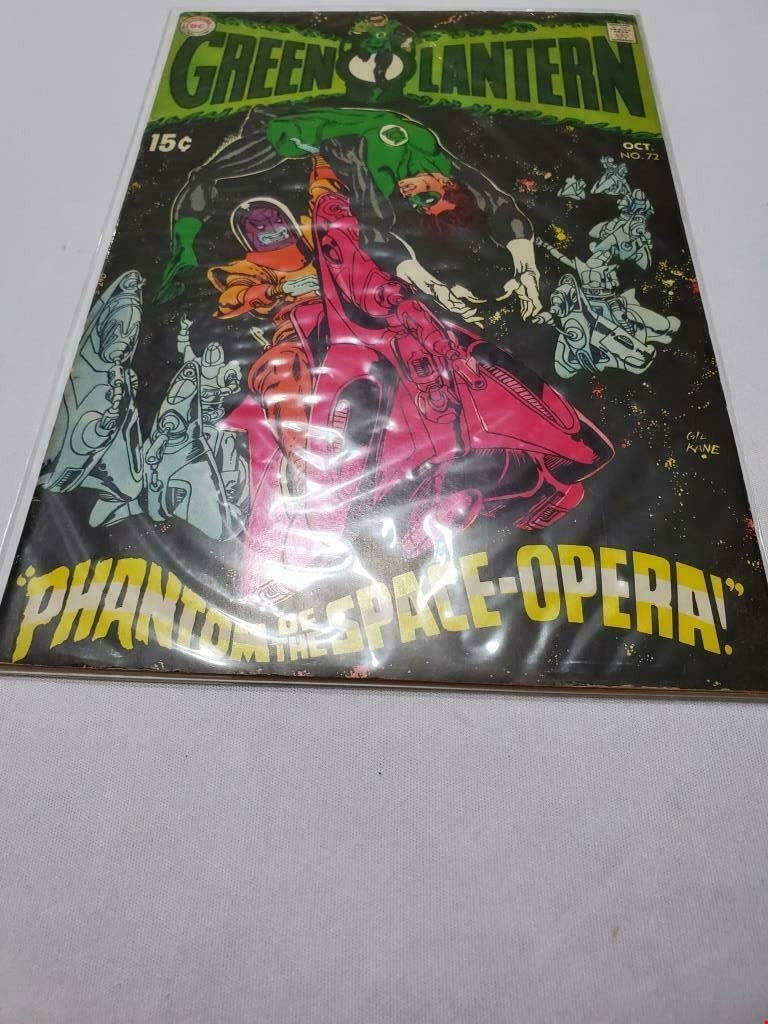 DC
GREEN LANTERN
15¢
OCT.
NO. 72
GIL
KANE
"PHANTOM OF THE SPACE-OPERA!"